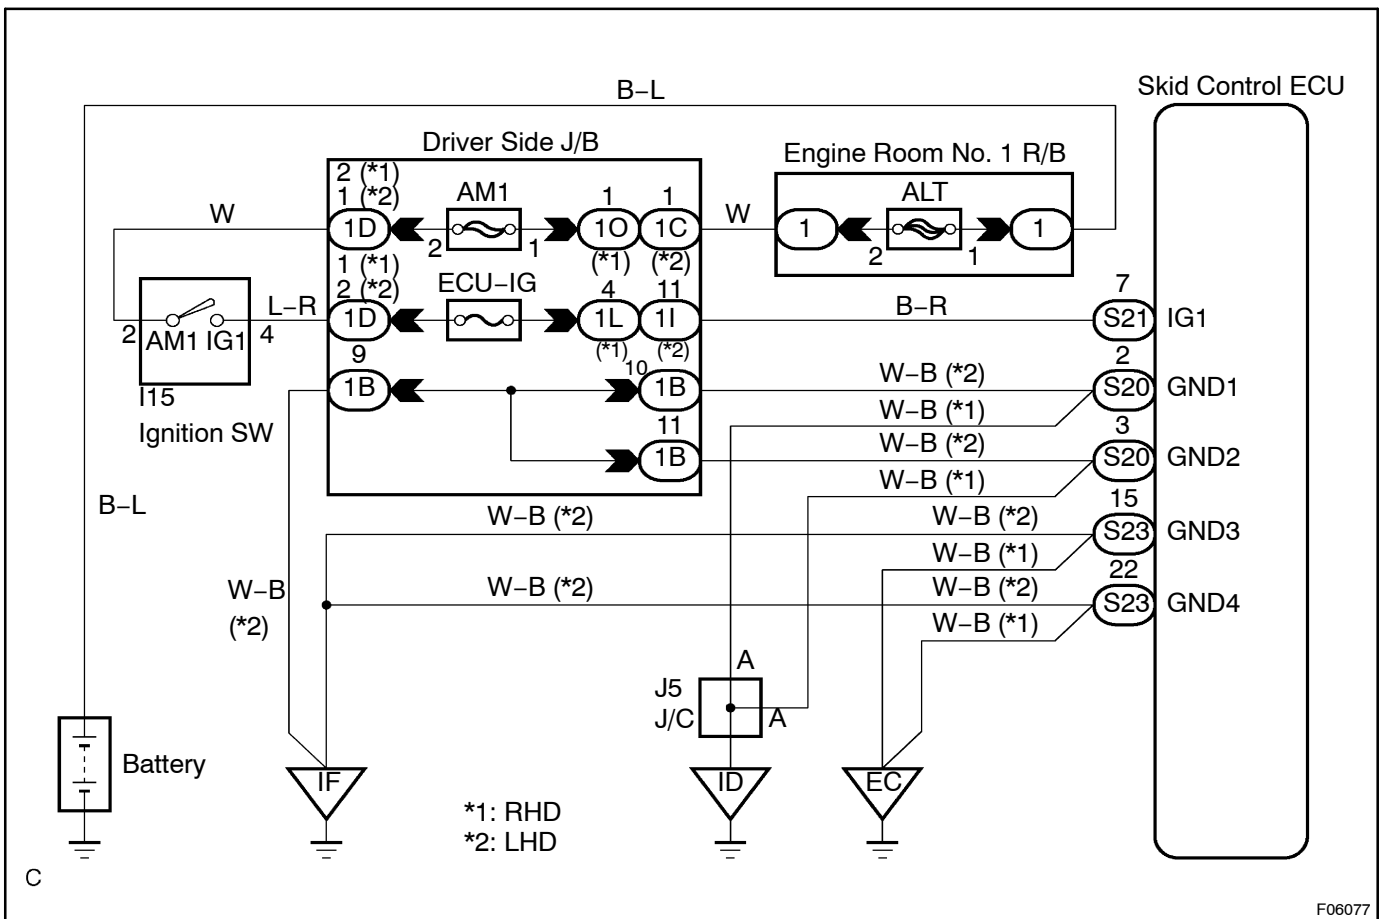 Skid Control ECU
B–L
Driver Side J/B
Engine Room No. 1 R/B
2 (*1)
1 (*2)
AM1
1
1
ALT
W
1D
2
1
1O
1C
W
1
2
1
1
(*1)
(*2)
1 (*1)
2 (*2)
ECU–IG
4
11
7
L–R
1D
1L
1I
B–R
S21
IG1
2
AM1 IG1
4
(*1)
(*2)
I15
Ignition SW
9
1B
10
1B
W–B (*2)
2
S20
GND1
W–B (*1)
11
1B
W–B (*2)
3
S20
GND2
W–B (*1)
B–L
W–B (*2)
W–B (*2)
15
S23
GND3
W–B (*1)
W–B
(*2)
W–B (*2)
W–B (*2)
22
S23
GND4
W–B (*1)
A
J5
J/C
A
Battery
IF
ID
EC
*1: RHD
*2: LHD
C
F06077